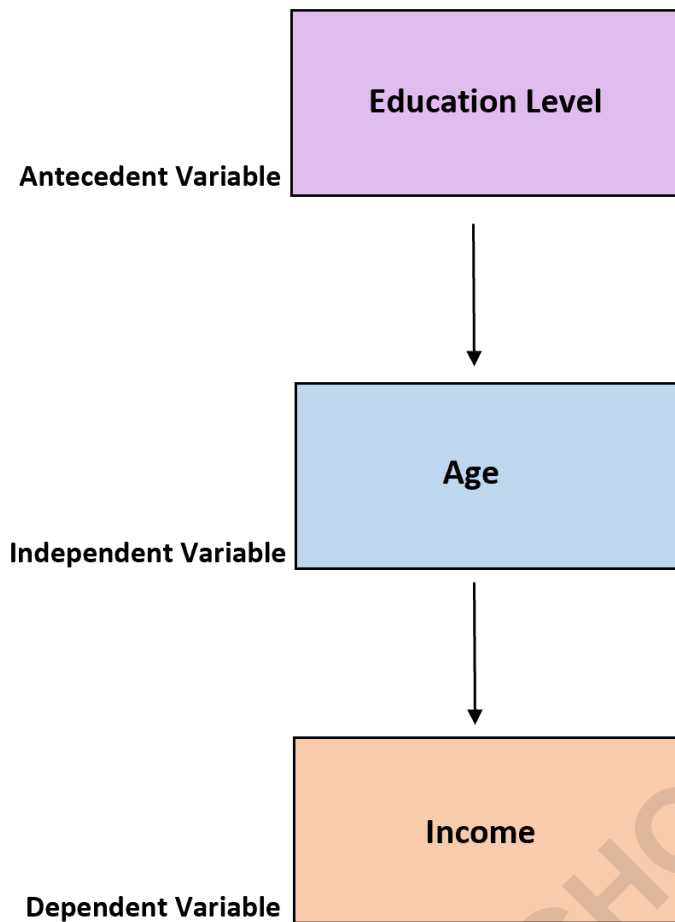 Education Level
Antecedent Variable
Age
Independent Variable
Income
Dependent Variable